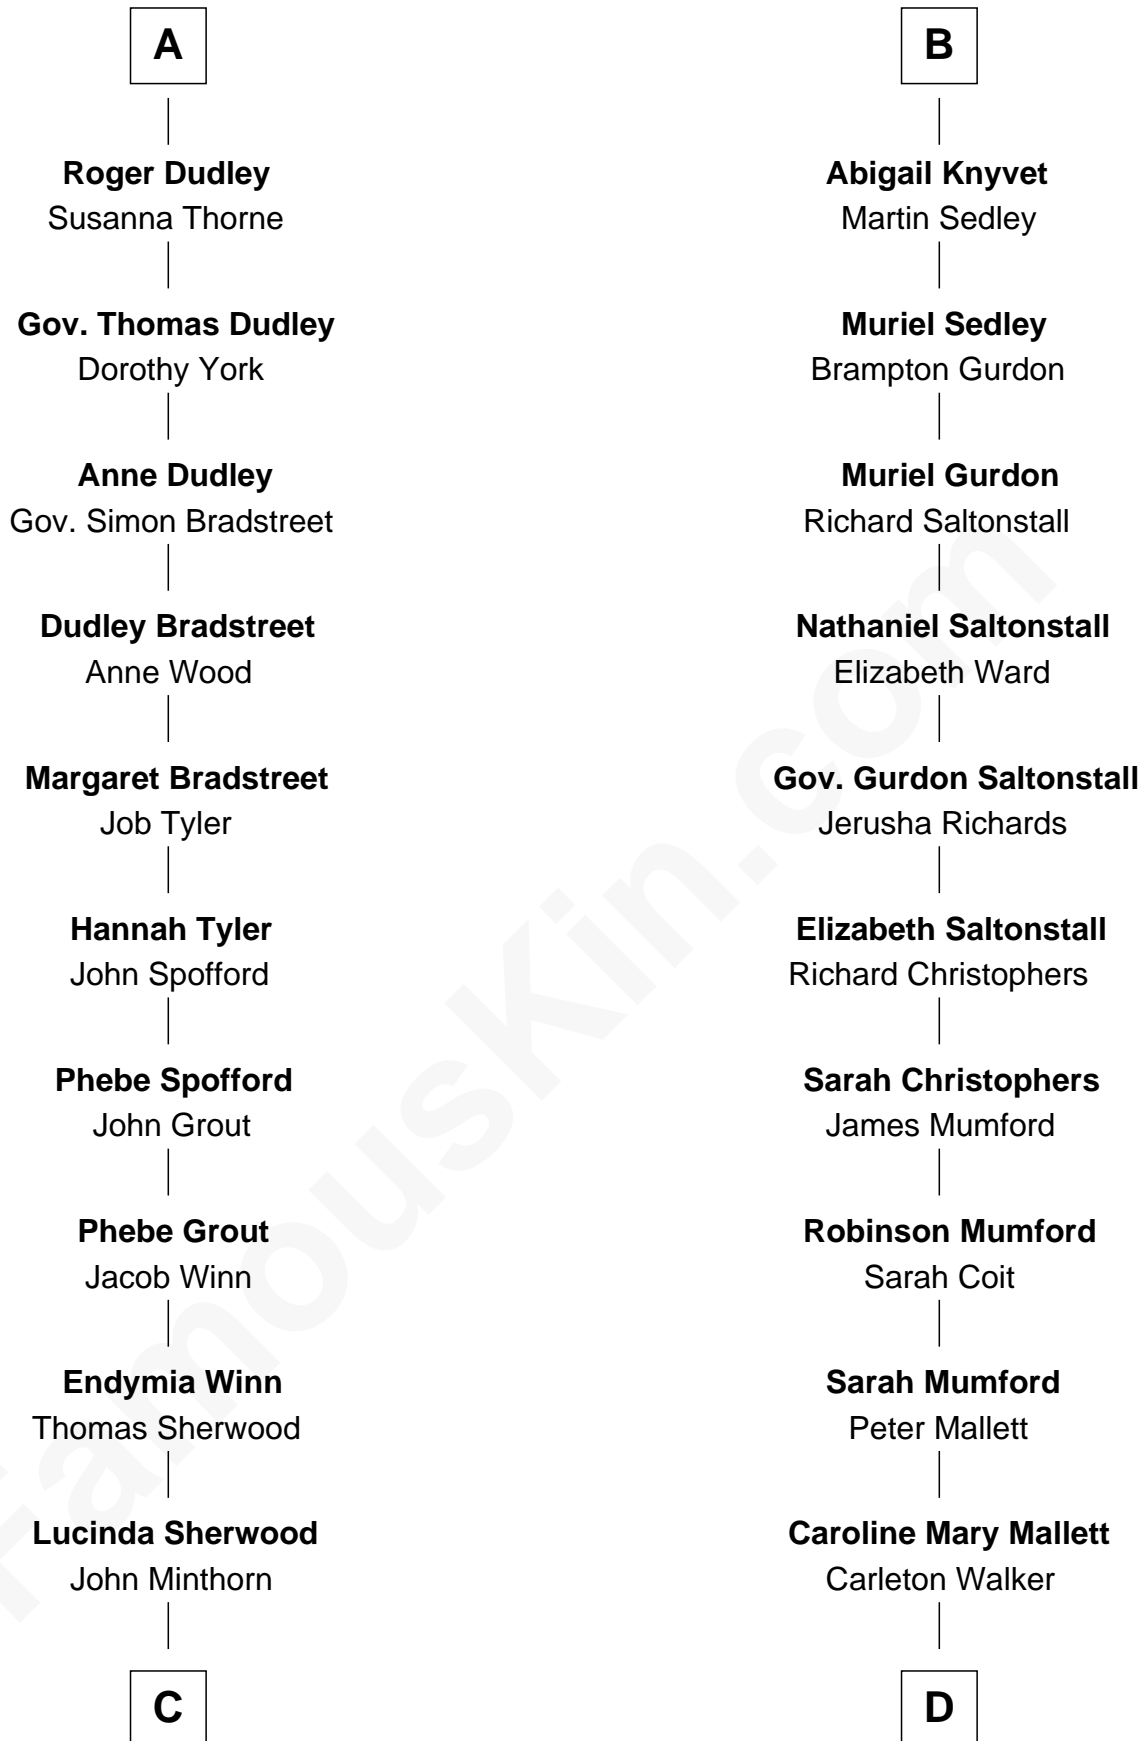 A
Roger Dudley
Susanna Thorne
Gov. Thomas Dudley
Dorothy York
Anne Dudley
Gov. Simon Bradstreet
Dudley Bradstreet
Anne Wood
Margaret Bradstreet
Job Tyler
Hannah Tyler
John Spofford
Phebe Spofford
John Grout
Phebe Grout
Jacob Winn
Endymia Winn
Thomas Sherwood
Lucinda Sherwood
John Minthorn
C
B
Abigail Knyvet
Martin Sedley
Muriel Sedley
Brampton Gurdon
Muriel Gurdon
Richard Saltonstall
Nathaniel Saltonstall
Elizabeth Ward
Gov. Gurdon Saltonstall
Jerusha Richards
Elizabeth Saltonstall
Richard Christophers
Sarah Christophers
James Mumford
Robinson Mumford
Sarah Coit
Sarah Mumford
Peter Mallett
Caroline Mary Mallett
Carleton Walker
D
FamousKin.com